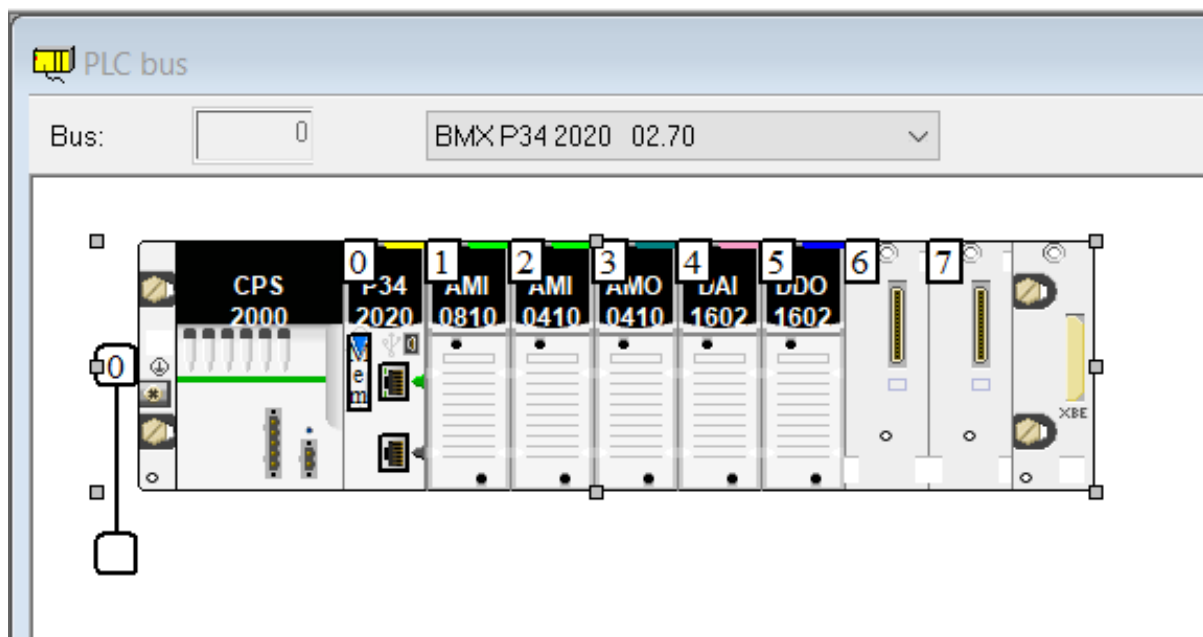 PLC bus
Bus: 0 BMX P34 2020 02.70
0 1 2 3 4 5 6 7
CPS P34 AMI AMI AMO DAI DDO
2000 2020 0810 0410 0410 1602 1602
Mem
0
XBE